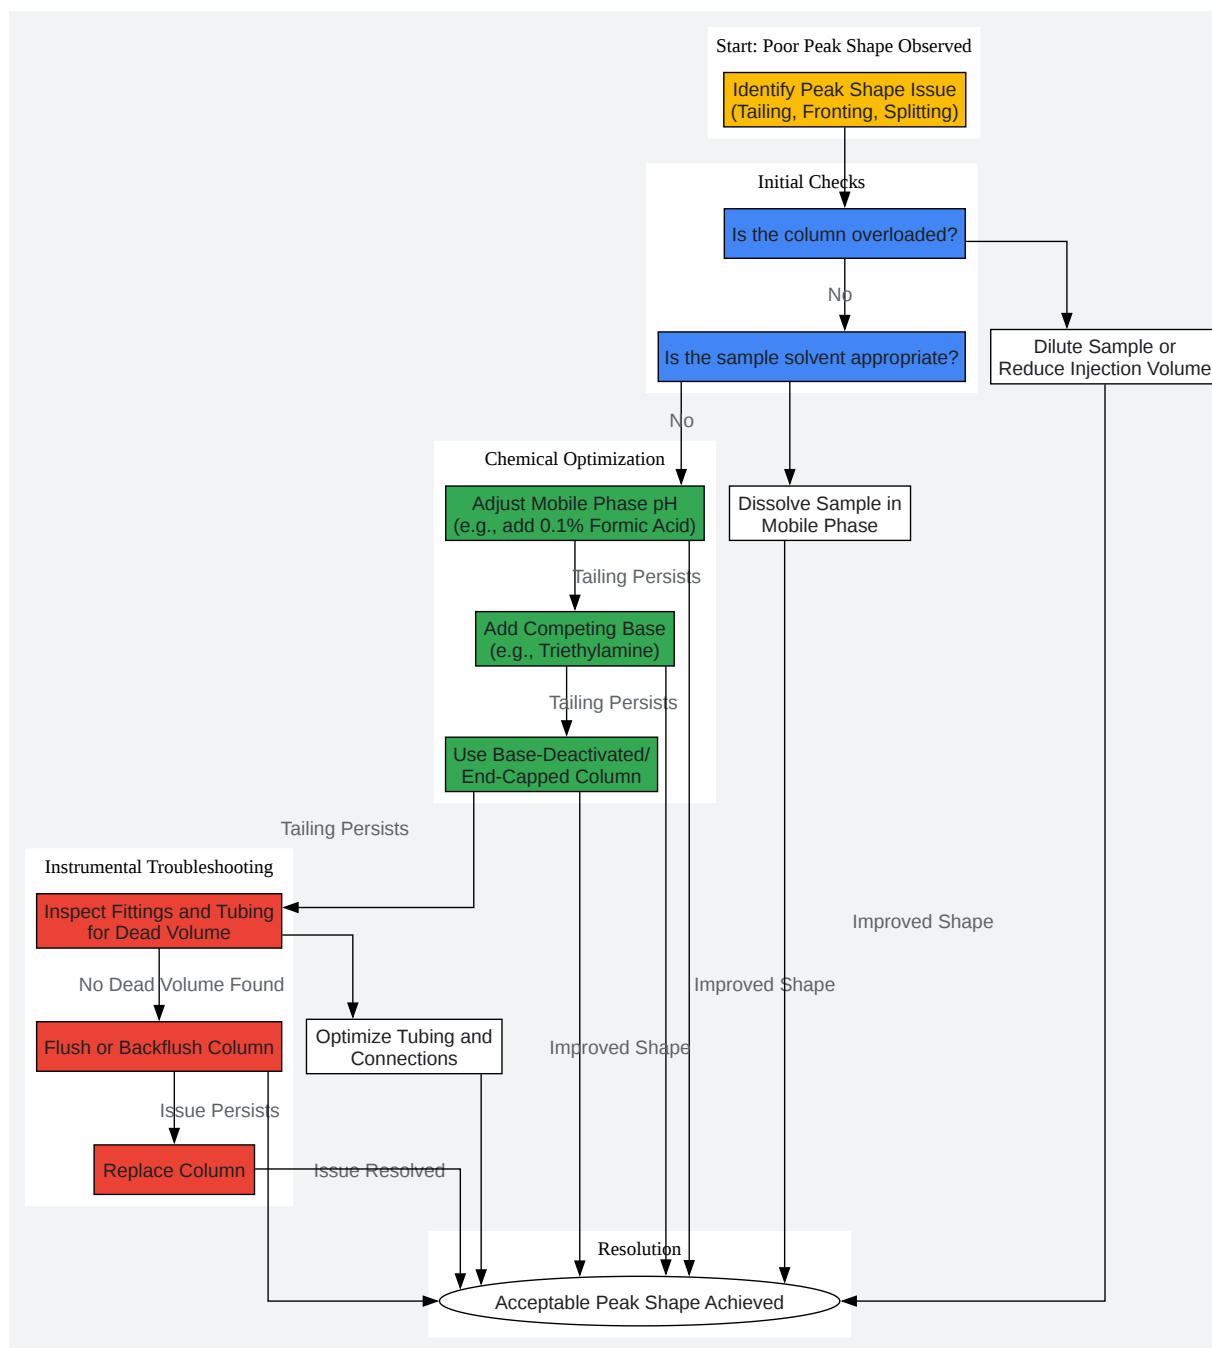 Start: Poor Peak Shape Observed
Identify Peak Shape Issue
(Tailing, Fronting, Splitting)
Initial Checks
Is the column overloaded?
No
Is the sample solvent appropriate?
Dilute Sample or
Reduce Injection Volume
No
Chemical Optimization
Adjust Mobile Phase pH
(e.g., add 0.1% Formic Acid)
Dissolve Sample in
Mobile Phase
Tailing Persists
Add Competing Base
(e.g., Triethylamine)
Tailing Persists
Use Base-Deactivated/
End-Capped Column
Tailing Persists
Instrumental Troubleshooting
Inspect Fittings and Tubing
for Dead Volume
Improved Shape
No Dead Volume Found
Improved Shape
Flush or Backflush Column
Optimize Tubing and
Connections
Improved Shape
Issue Persists
Replace Column
Issue Resolved
Resolution
Acceptable Peak Shape Achieved